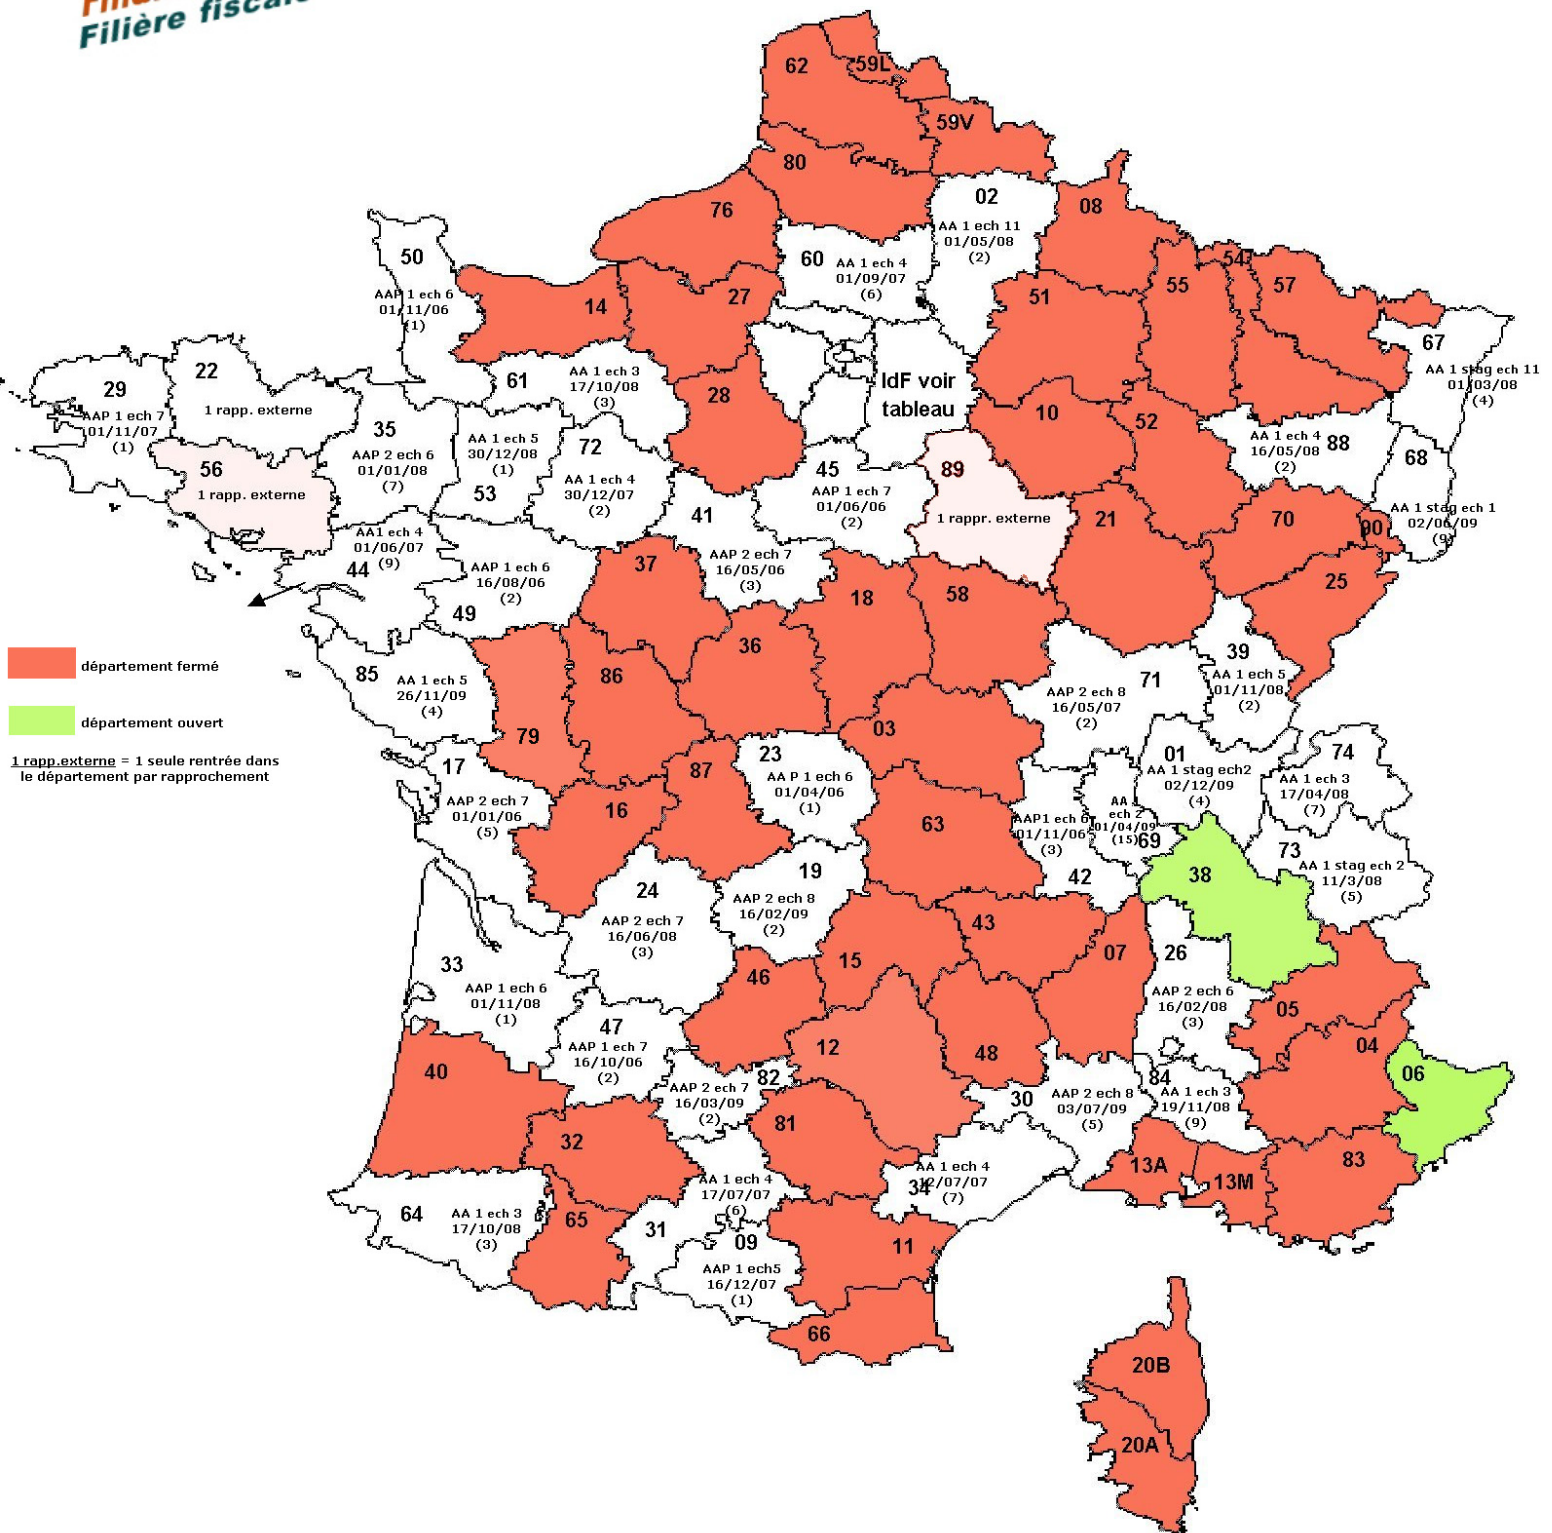 Filière fiscale
62
59L
59V
80
76
02
AA 1 ech 11
01/05/08
(2)
08
50
AAP 1 ech 6
01/11/06
(1)
60
AA 1 ech 4
01/09/07
(6)
14
27
51
55
54
57
67
AA 1 stag ech 11
01/03/08
(4)
29
AAP 1 ech 7
01/11/07
(1)
22
1 rapp. externe
61
AA 1 ech 3
17/10/08
(3)
28
IdF voir
tableau
10
52
35
AAP 2 ech 6
01/01/08
(7)
AA 1 ech 5
30/12/08
(1)
53
72
AA 1 ech 4
30/12/07
(2)
AA 1 ech 4
16/05/08
(2)
88
68
AA 1 stag ech 1
02/06/09
(9)
56
1 rapp. externe
45
AAP 1 ech 7
01/06/06
(2)
89
1 rappr. externe
41
AAP 2 ech 7
16/05/06
(3)
21
70
90
25
AA1 ech 4
01/06/07
(9)
44
AAP 1 ech 6
16/08/06
(2)
49
37
18
58
36
39
AA 1 ech 5
01/11/08
(2)
département fermé
département ouvert
1 rapp.externe = 1 seule rentrée dans
le département par rapprochement
85
AA 1 ech 5
26/11/09
(4)
86
79
71
AAP 2 ech 8
16/05/07
(2)
03
17
AAP 2 ech 7
01/01/06
(5)
87
23
AA P 1 ech 6
01/04/06
(1)
01
AA 1 stag ech2
02/12/09
(4)
74
AA 1 ech 3
17/04/08
(7)
16
63
AAP1 ech 6
01/11/06
(3)
42
AA
ech 2
01/04/09
(15)
69
73
AA 1 stag ech 2
11/3/08
(5)
38
24
AAP 2 ech 7
16/06/08
(3)
19
AAP 2 ech 8
16/02/09
(2)
43
07
15
26
AAP 2 ech 6
16/02/08
(3)
33
AAP 1 ech 6
01/11/08
(1)
46
05
47
AAP 1 ech 7
16/10/06
(2)
12
48
04
40
82
AAP 2 ech 7
16/03/09
(2)
30
AAP 2 ech 8
03/07/09
(5)
84
AA 1 ech 3
19/11/08
(9)
06
32
81
83
13A
13M
34
AA 1 ech 4
12/07/07
(7)
64
AA 1 ech 3
17/10/08
(3)
65
AA 1 ech 4
17/07/07
(6)
31
09
AAP 1 ech5
16/12/07
(1)
11
66
20B
20A